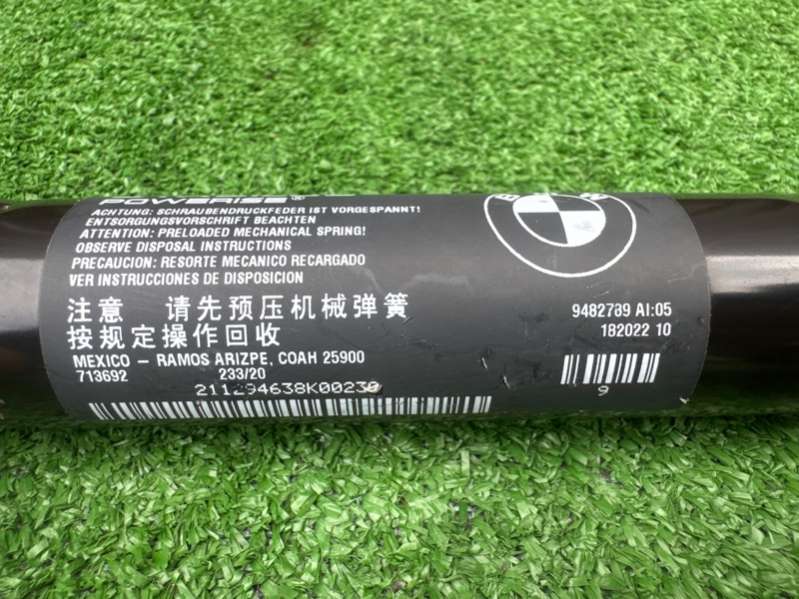 POWERISE®
ACHTUNG: SCHRAUBENDRUCKFEDER IST VORGESPANNT!
ENTSORGUNGSVORSCHRIFT BEACHTEN
ATTENTION: PRELOADED MECHANICAL SPRING!
OBSERVE DISPOSAL INSTRUCTIONS
PRECAUCION: RESORTE MECANICO RECARGADO
VER INSTRUCCIONES DE DISPOSICION
注意 请先预压机械弹簧
按规定操作回收
MEXICO – RAMOS ARIZPE, COAH 25900
713692 233/20
211294638K00230
BMW
9482789 AI:05
182022 10
9